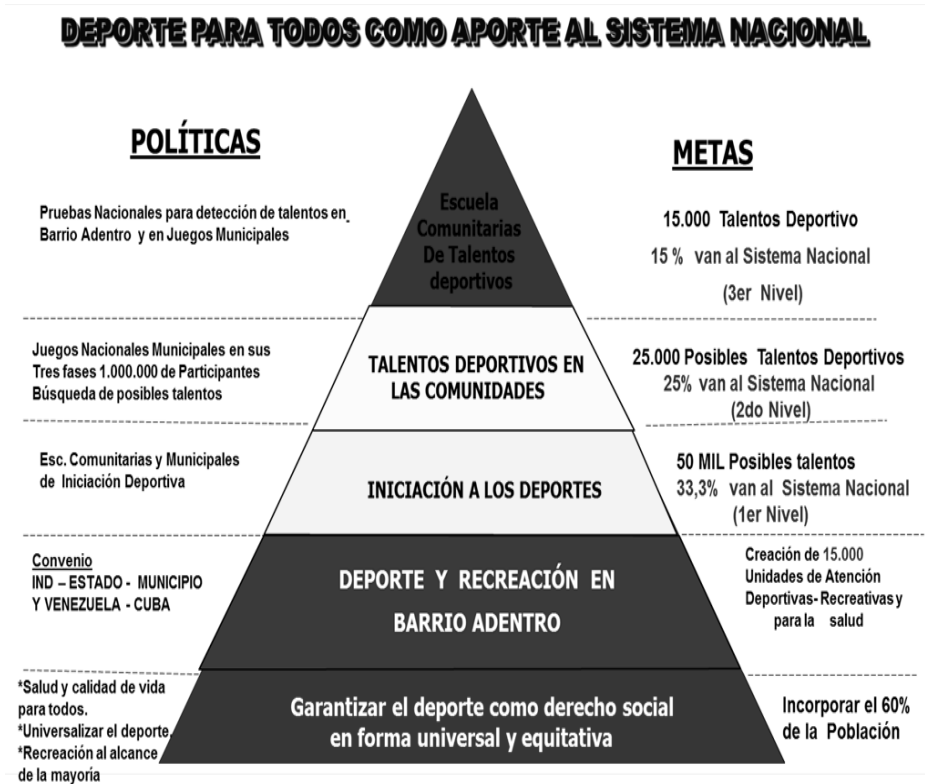 DEPORTE PARA TODOS COMO APORTE AL SISTEMA NACIONAL
POLÍTICAS
METAS
Pruebas Nacionales para detección de talentos en
Barrio Adentro y en Juegos Municipales
Escuela
Comunitarias
De Talentos
deportivos
15.000 Talentos Deportivo
15 % van al Sistema Nacional
(3er Nivel)
Juegos Nacionales Municipales en sus
Tres fases 1.000.000 de Participantes
Búsqueda de posibles talentos
TALENTOS DEPORTIVOS EN
LAS COMUNIDADES
25.000 Posibles Talentos Deportivos
25% van al Sistema Nacional
(2do Nivel)
Esc. Comunitarias y Municipales
de Iniciación Deportiva
INICIACIÓN A LOS DEPORTES
50 MIL Posibles talentos
33,3% van al Sistema Nacional
(1er Nivel)
Convenio
IND – ESTADO - MUNICIPIO
Y VENEZUELA - CUBA
DEPORTE Y RECREACIÓN EN
BARRIO ADENTRO
Creación de 15.000
Unidades de Atención
Deportivas- Recreativas y
para la salud
*Salud y calidad de vida
para todos.
*Universalizar el deporte.
*Recreación al alcance
de la mayoría
Garantizar el deporte como derecho social
en forma universal y equitativa
Incorporar el 60%
de la Población